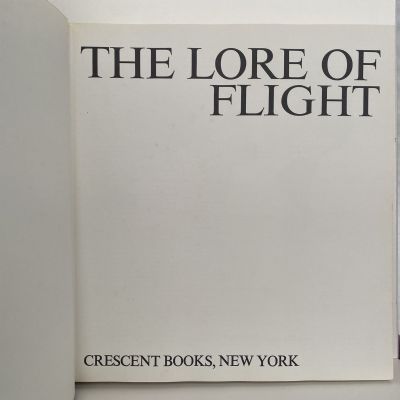 THE LORE OF
FLIGHT
CRESCENT BOOKS, NEW YORK